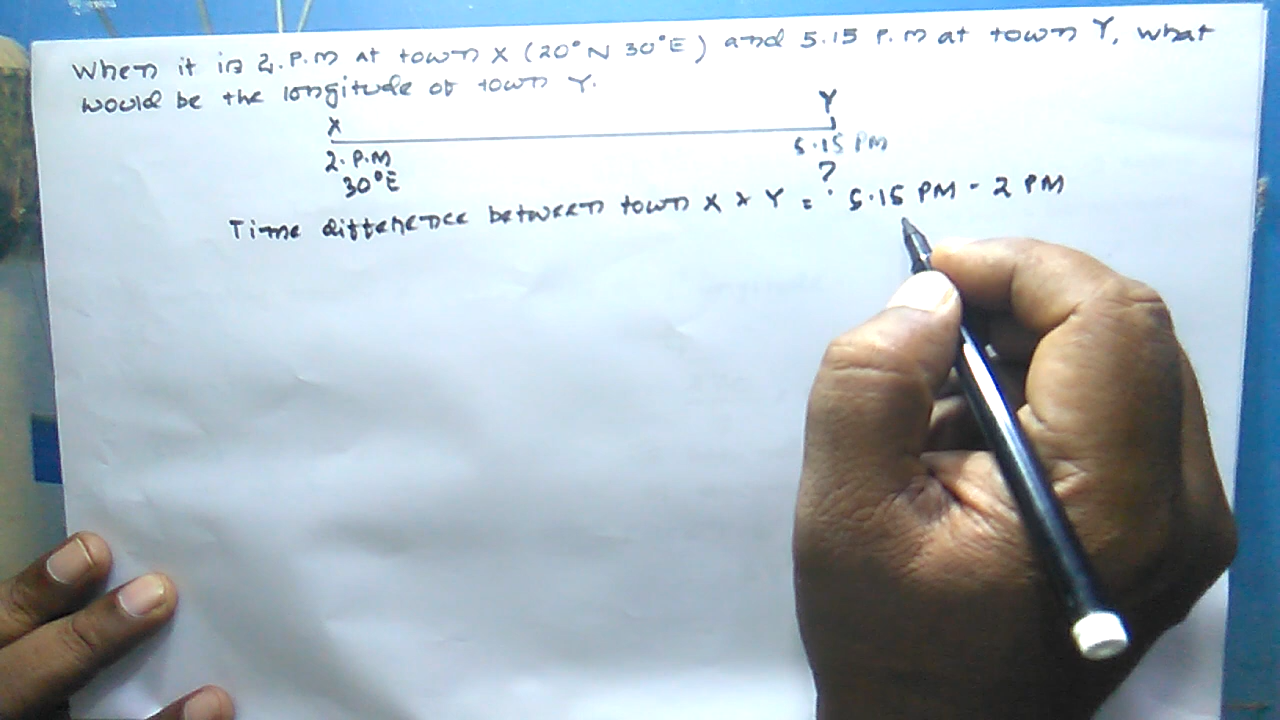 When it is 2.P.M at town X (20°N 30°E) and 5.15 P.M at town Y, what
would be the longitude of town Y.
X Y
2.P.M 5.15 PM
30°E ?
Time difference between town X & Y = 5.15 PM - 2 PM